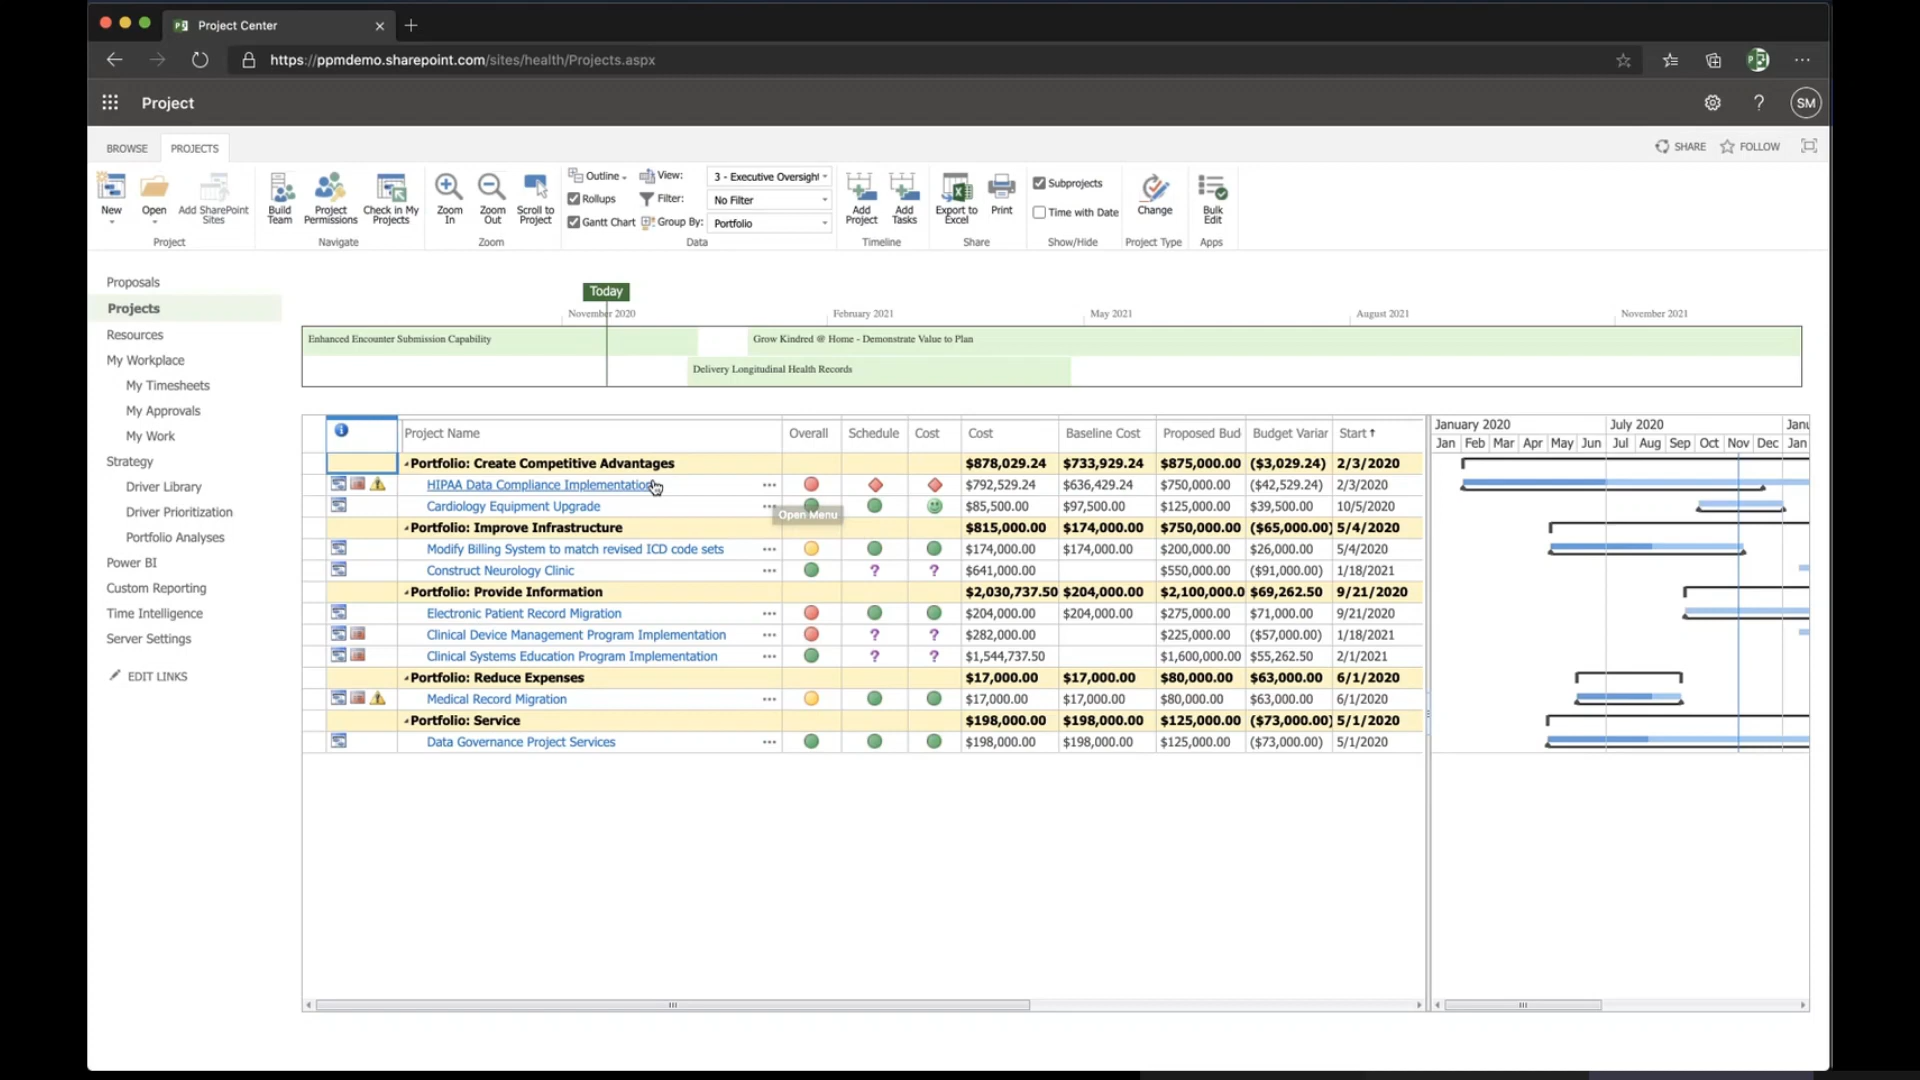 Project Center
https://ppmdemo.sharepoint.com/sites/health/Projects.aspx
Project
SM
BROWSE PROJECTS
SHARE FOLLOW
New Open Add SharePoint Sites
Project
Build Team Project Permissions Check in My Projects
Navigate
Zoom In Zoom Out Scroll to Project
Zoom
Outline View: 3 - Executive Oversight
Rollups Filter: No Filter
Gantt Chart Group By: Portfolio
Data
Add Project Add Tasks
Timeline
Export to Excel Print
Share
Subprojects
Time with Date
Show/Hide
Change
Project Type
Bulk Edit
Apps
Proposals
Projects
Resources
My Workplace
My Timesheets
My Approvals
My Work
Strategy
Driver Library
Driver Prioritization
Portfolio Analyses
Power BI
Custom Reporting
Time Intelligence
Server Settings
EDIT LINKS
Today
November 2020 February 2021 May 2021 August 2021 November 2021
Enhanced Encounter Submission Capability Grow Kindred @ Home - Demonstrate Value to Plan
Delivery Longitudinal Health Records
Project Name Overall Schedule Cost Cost Baseline Cost Proposed Bud Budget Varian Start
Portfolio: Create Competitive Advantages $878,029.24 $733,929.24 $875,000.00 ($3,029.24) 2/3/2020
HIPAA Data Compliance Implementation $792,529.24 $636,429.24 $750,000.00 ($42,529.24) 2/3/2020
Cardiology Equipment Upgrade $85,500.00 $97,500.00 $125,000.00 $39,500.00 10/5/2020
Open Menu
Portfolio: Improve Infrastructure $815,000.00 $174,000.00 $750,000.00 ($65,000.00) 5/4/2020
Modify Billing System to match revised ICD code sets $174,000.00 $174,000.00 $200,000.00 $26,000.00 5/4/2020
Construct Neurology Clinic ? ? $641,000.00 $550,000.00 ($91,000.00) 1/18/2021
Portfolio: Provide Information $2,030,737.50 $204,000.00 $2,100,000.0 $69,262.50 9/21/2020
Electronic Patient Record Migration $204,000.00 $204,000.00 $275,000.00 $71,000.00 9/21/2020
Clinical Device Management Program Implementation ? ? $282,000.00 $225,000.00 ($57,000.00) 1/18/2021
Clinical Systems Education Program Implementation ? ? $1,544,737.50 $1,600,000.00 $55,262.50 2/1/2021
Portfolio: Reduce Expenses $17,000.00 $17,000.00 $80,000.00 $63,000.00 6/1/2020
Medical Record Migration $17,000.00 $17,000.00 $80,000.00 $63,000.00 6/1/2020
Portfolio: Service $198,000.00 $198,000.00 $125,000.00 ($73,000.00) 5/1/2020
Data Governance Project Services $198,000.00 $198,000.00 $125,000.00 ($73,000.00) 5/1/2020
January 2020 July 2020 Janu
Jan Feb Mar Apr May Jun Jul Aug Sep Oct Nov Dec Jan